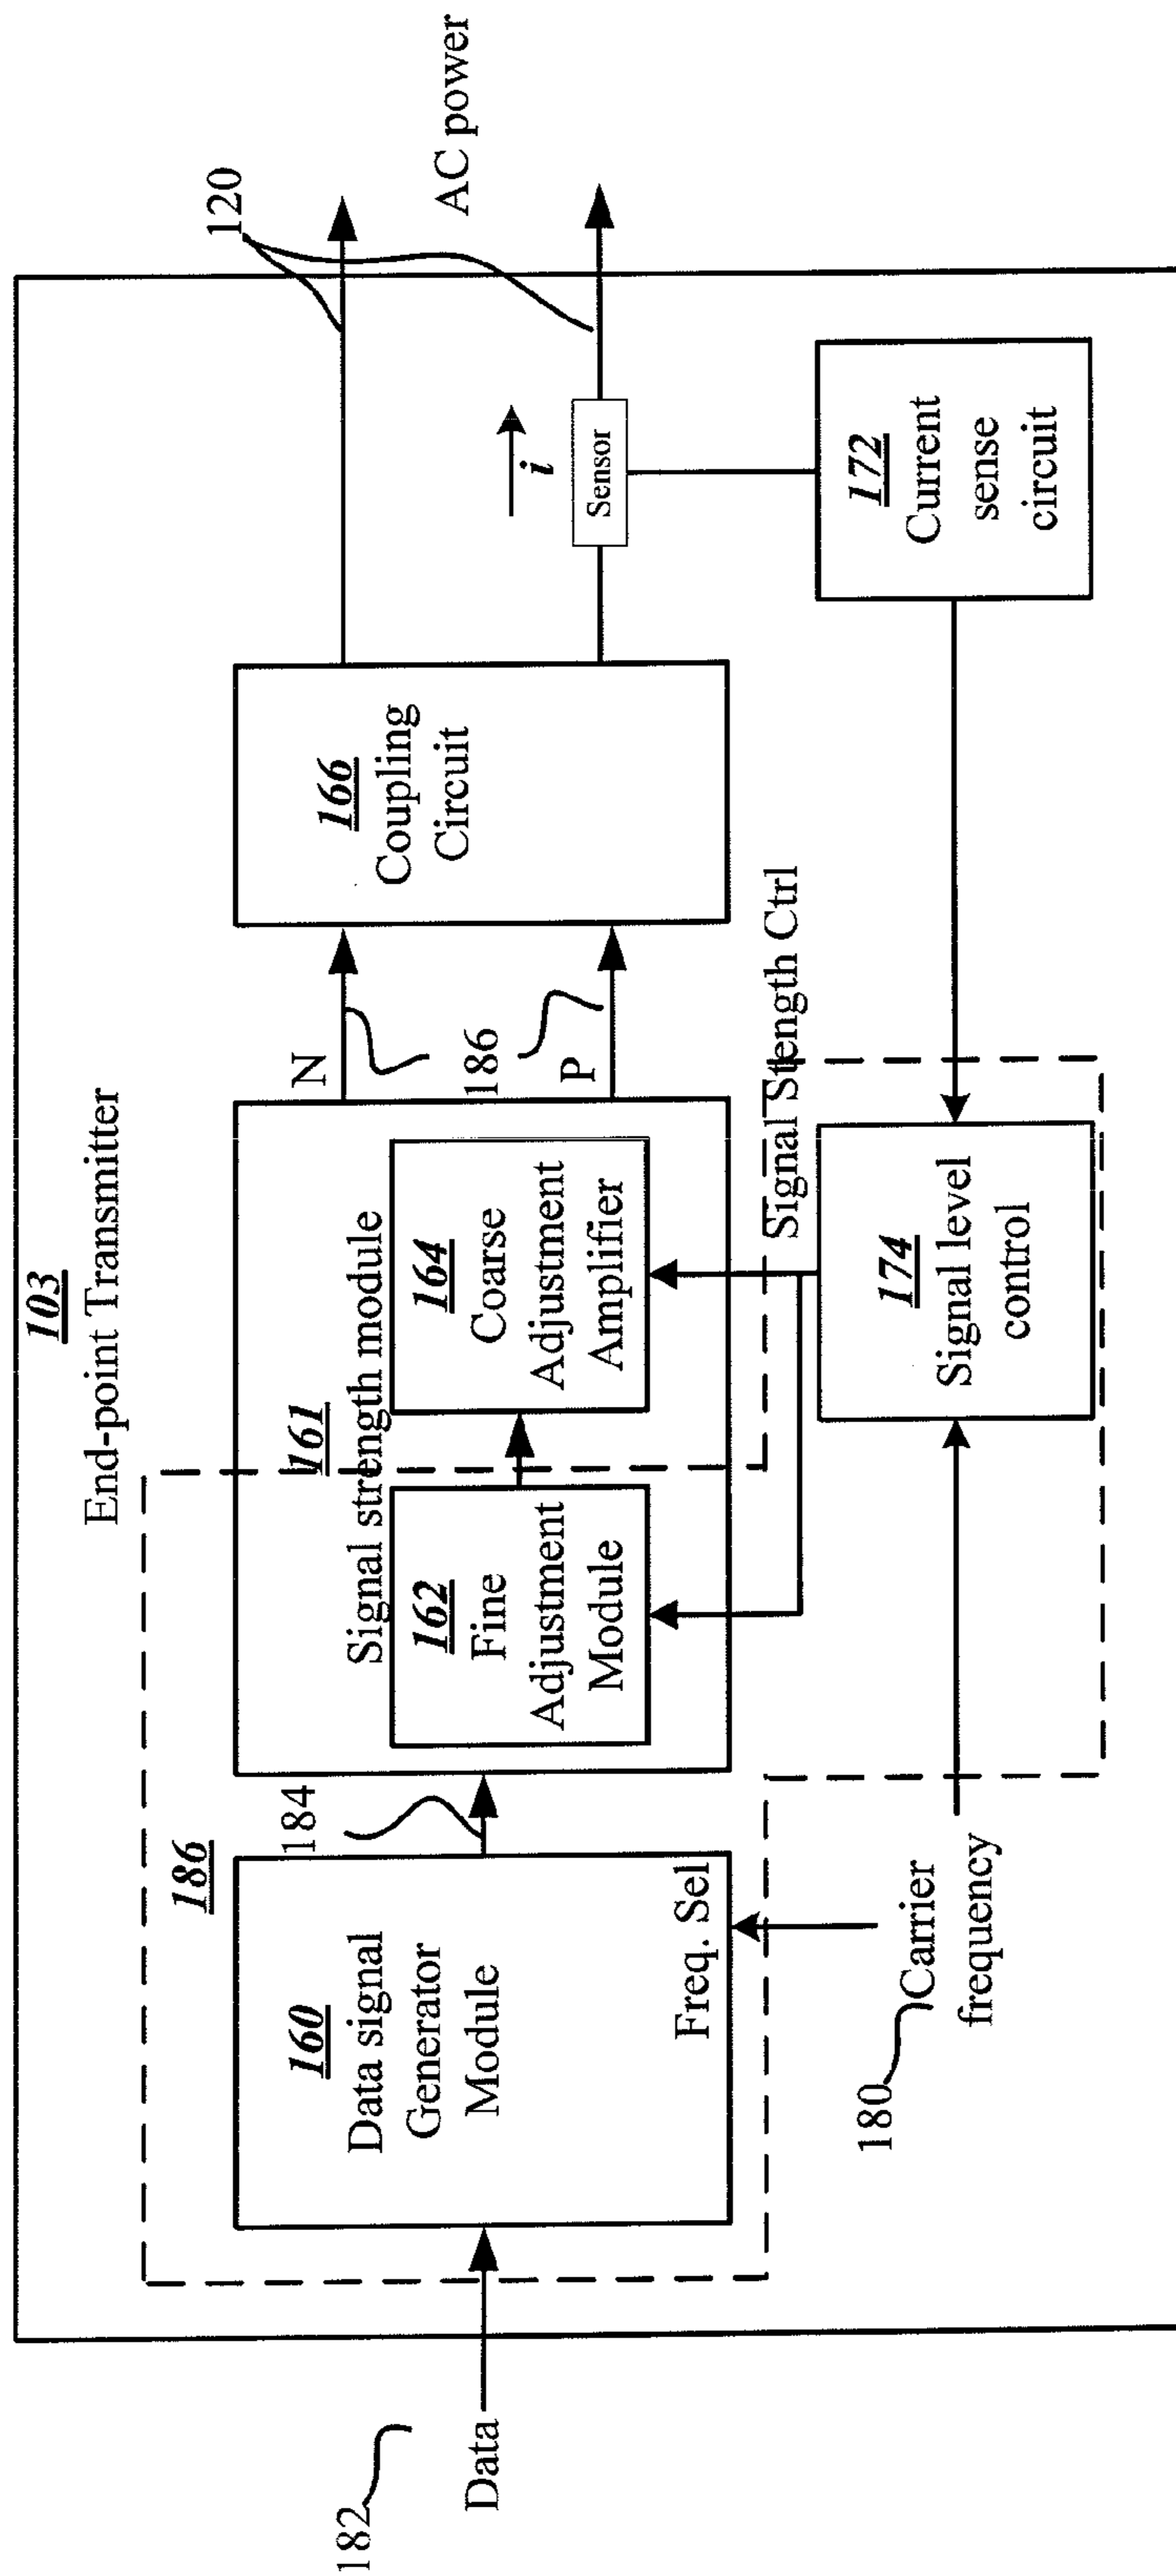 103
End-point Transmitter
186
160
Data signal
Generator
Module
Freq. Sel
184
161
Signal strength module
162
Fine
Adjustment
Module
164
Coarse
Adjustment
Amplifier
N
186
P
166
Coupling
Circuit
120
AC power
i
Sensor
172
Current
sense
circuit
Signal Stength Ctrl
174
Signal level
control
180
Carrier
frequency
182
Data